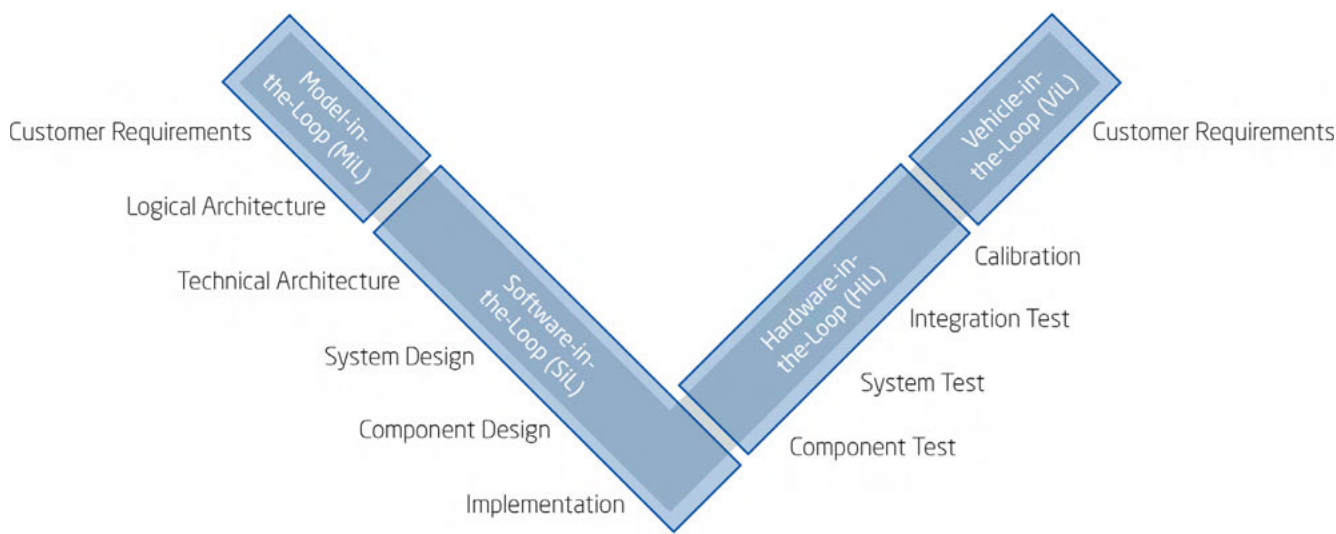 Model-in-
the-Loop (MiL)
Customer Requirements
Logical Architecture
Technical Architecture
Software-in-
the-Loop (SiL)
System Design
Component Design
Implementation
Vehicle-in-
the-Loop (ViL)
Customer Requirements
Hardware-in-
the-Loop (HiL)
Calibration
Integration Test
System Test
Component Test